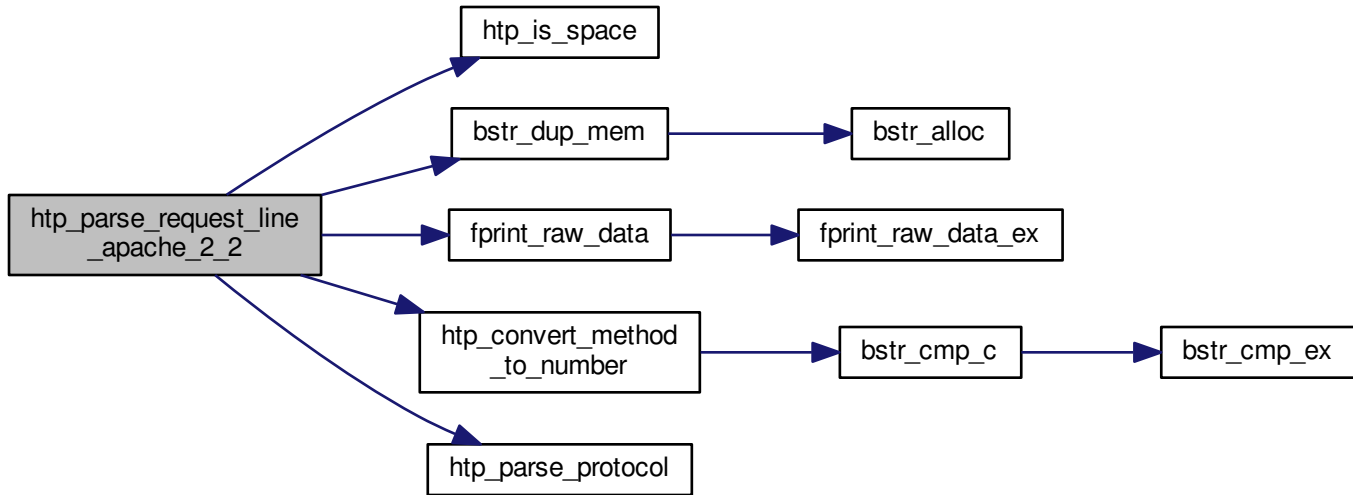 htp_is_space
bstr_dup_mem
bstr_alloc
htp_parse_request_line
_apache_2_2
fprint_raw_data
fprint_raw_data_ex
htp_convert_method
_to_number
bstr_cmp_c
bstr_cmp_ex
htp_parse_protocol